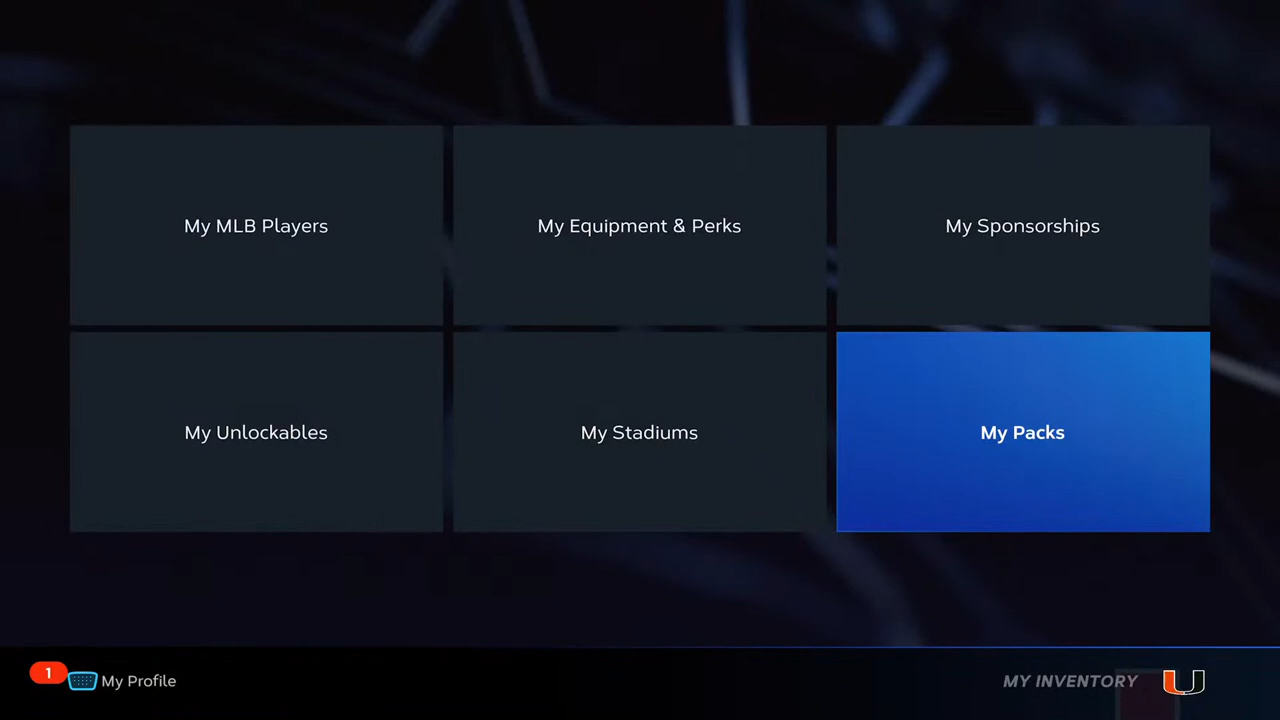 My MLB Players
My Equipment & Perks
My Sponsorships
My Unlockables
My Stadiums
My Packs
1
My Profile
MY INVENTORY
U